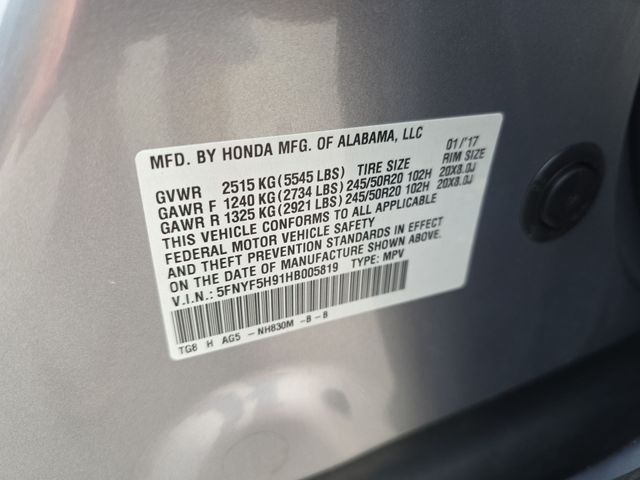 MFD. BY HONDA MFG. OF ALABAMA, LLC 01/'17
GVWR 2515 KG(5545 LBS) TIRE SIZE RIM SIZE
GAWR F 1240 KG(2734 LBS) 245/50R20 102H 20X8.0J
GAWR R 1325 KG(2921 LBS) 245/50R20 102H 20X8.0J
THIS VEHICLE CONFORMS TO ALL APPLICABLE
FEDERAL MOTOR VEHICLE SAFETY
AND THEFT PREVENTION STANDARDS IN EFFECT
ON THE DATE OF MANUFACTURE SHOWN ABOVE.
V.I.N.: 5FNYF5H91HB005819 TYPE: MPV
TG8 H AG5 -NH830M -B -B